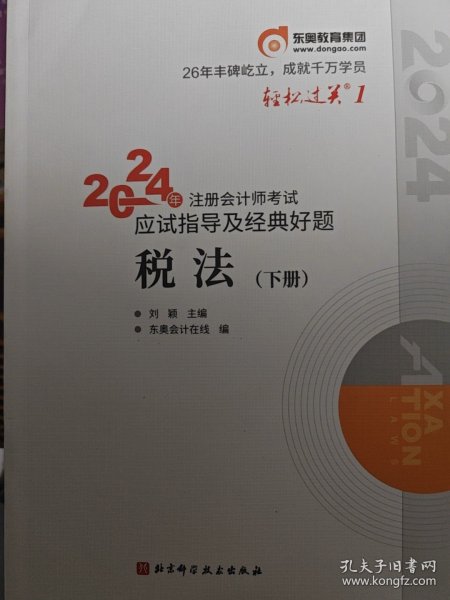 东奥教育集团
www.dongao.com
26年丰碑屹立，成就千万学员
轻松过关®1
2024
2024年 注册会计师考试
应试指导及经典好题
税法（下册）
● 刘颖 主编
● 东奥会计在线 编
AXA
TION
LAWS
北京科学技术出版社
孔夫子旧书网
www.kongfz.com